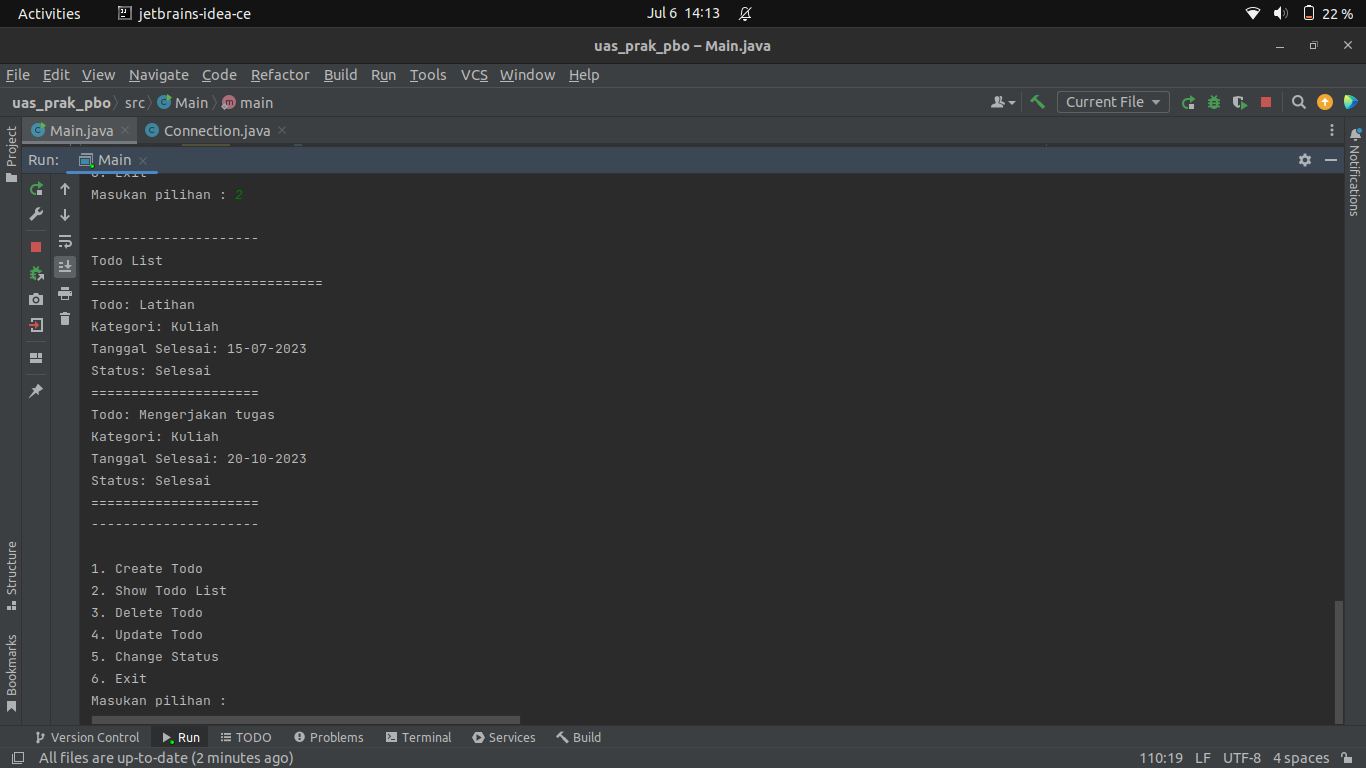 Activities jetbrains-idea-ce Jul 6 14:13 22 %
uas_prak_pbo – Main.java
File Edit View Navigate Code Refactor Build Run Tools VCS Window Help
uas_prak_pbo src Main main Current File
Main.java Connection.java
Project
Run: Main
Notifications
6. Exit
Masukan pilihan : 2
---------------------
Todo List
=============================
Todo: Latihan
Kategori: Kuliah
Tanggal Selesai: 15-07-2023
Status: Selesai
=====================
Todo: Mengerjakan tugas
Kategori: Kuliah
Tanggal Selesai: 20-10-2023
Status: Selesai
=====================
---------------------
1. Create Todo
2. Show Todo List
3. Delete Todo
4. Update Todo
5. Change Status
6. Exit
Masukan pilihan :
Structure
Bookmarks
Version Control Run TODO Problems Terminal Services Build
All files are up-to-date (2 minutes ago) 110:19 LF UTF-8 4 spaces